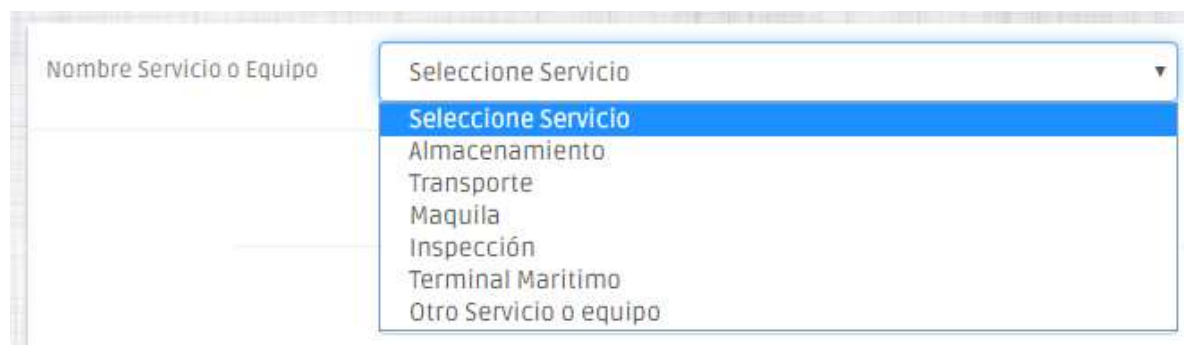 Nombre Servicio o Equipo
Seleccione Servicio
Seleccione Servicio
Almacenamiento
Transporte
Maquila
Inspección
Terminal Maritimo
Otro Servicio o equipo